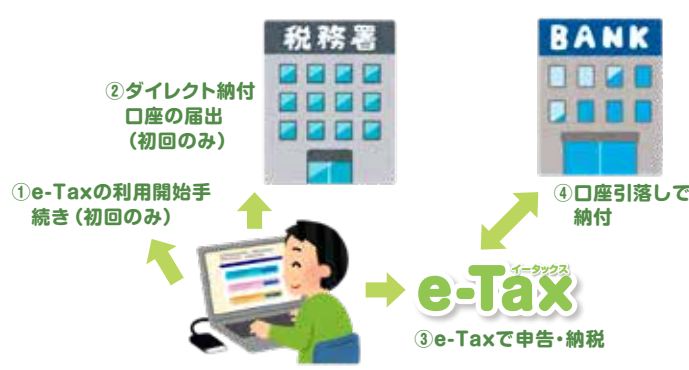 税務署
BANK
②ダイレクト納付
口座の届出
（初回のみ）
①e-Taxの利用開始手
続き（初回のみ）
④口座引落しで
納付
イータックス
e-Tax
③e-Taxで申告・納税